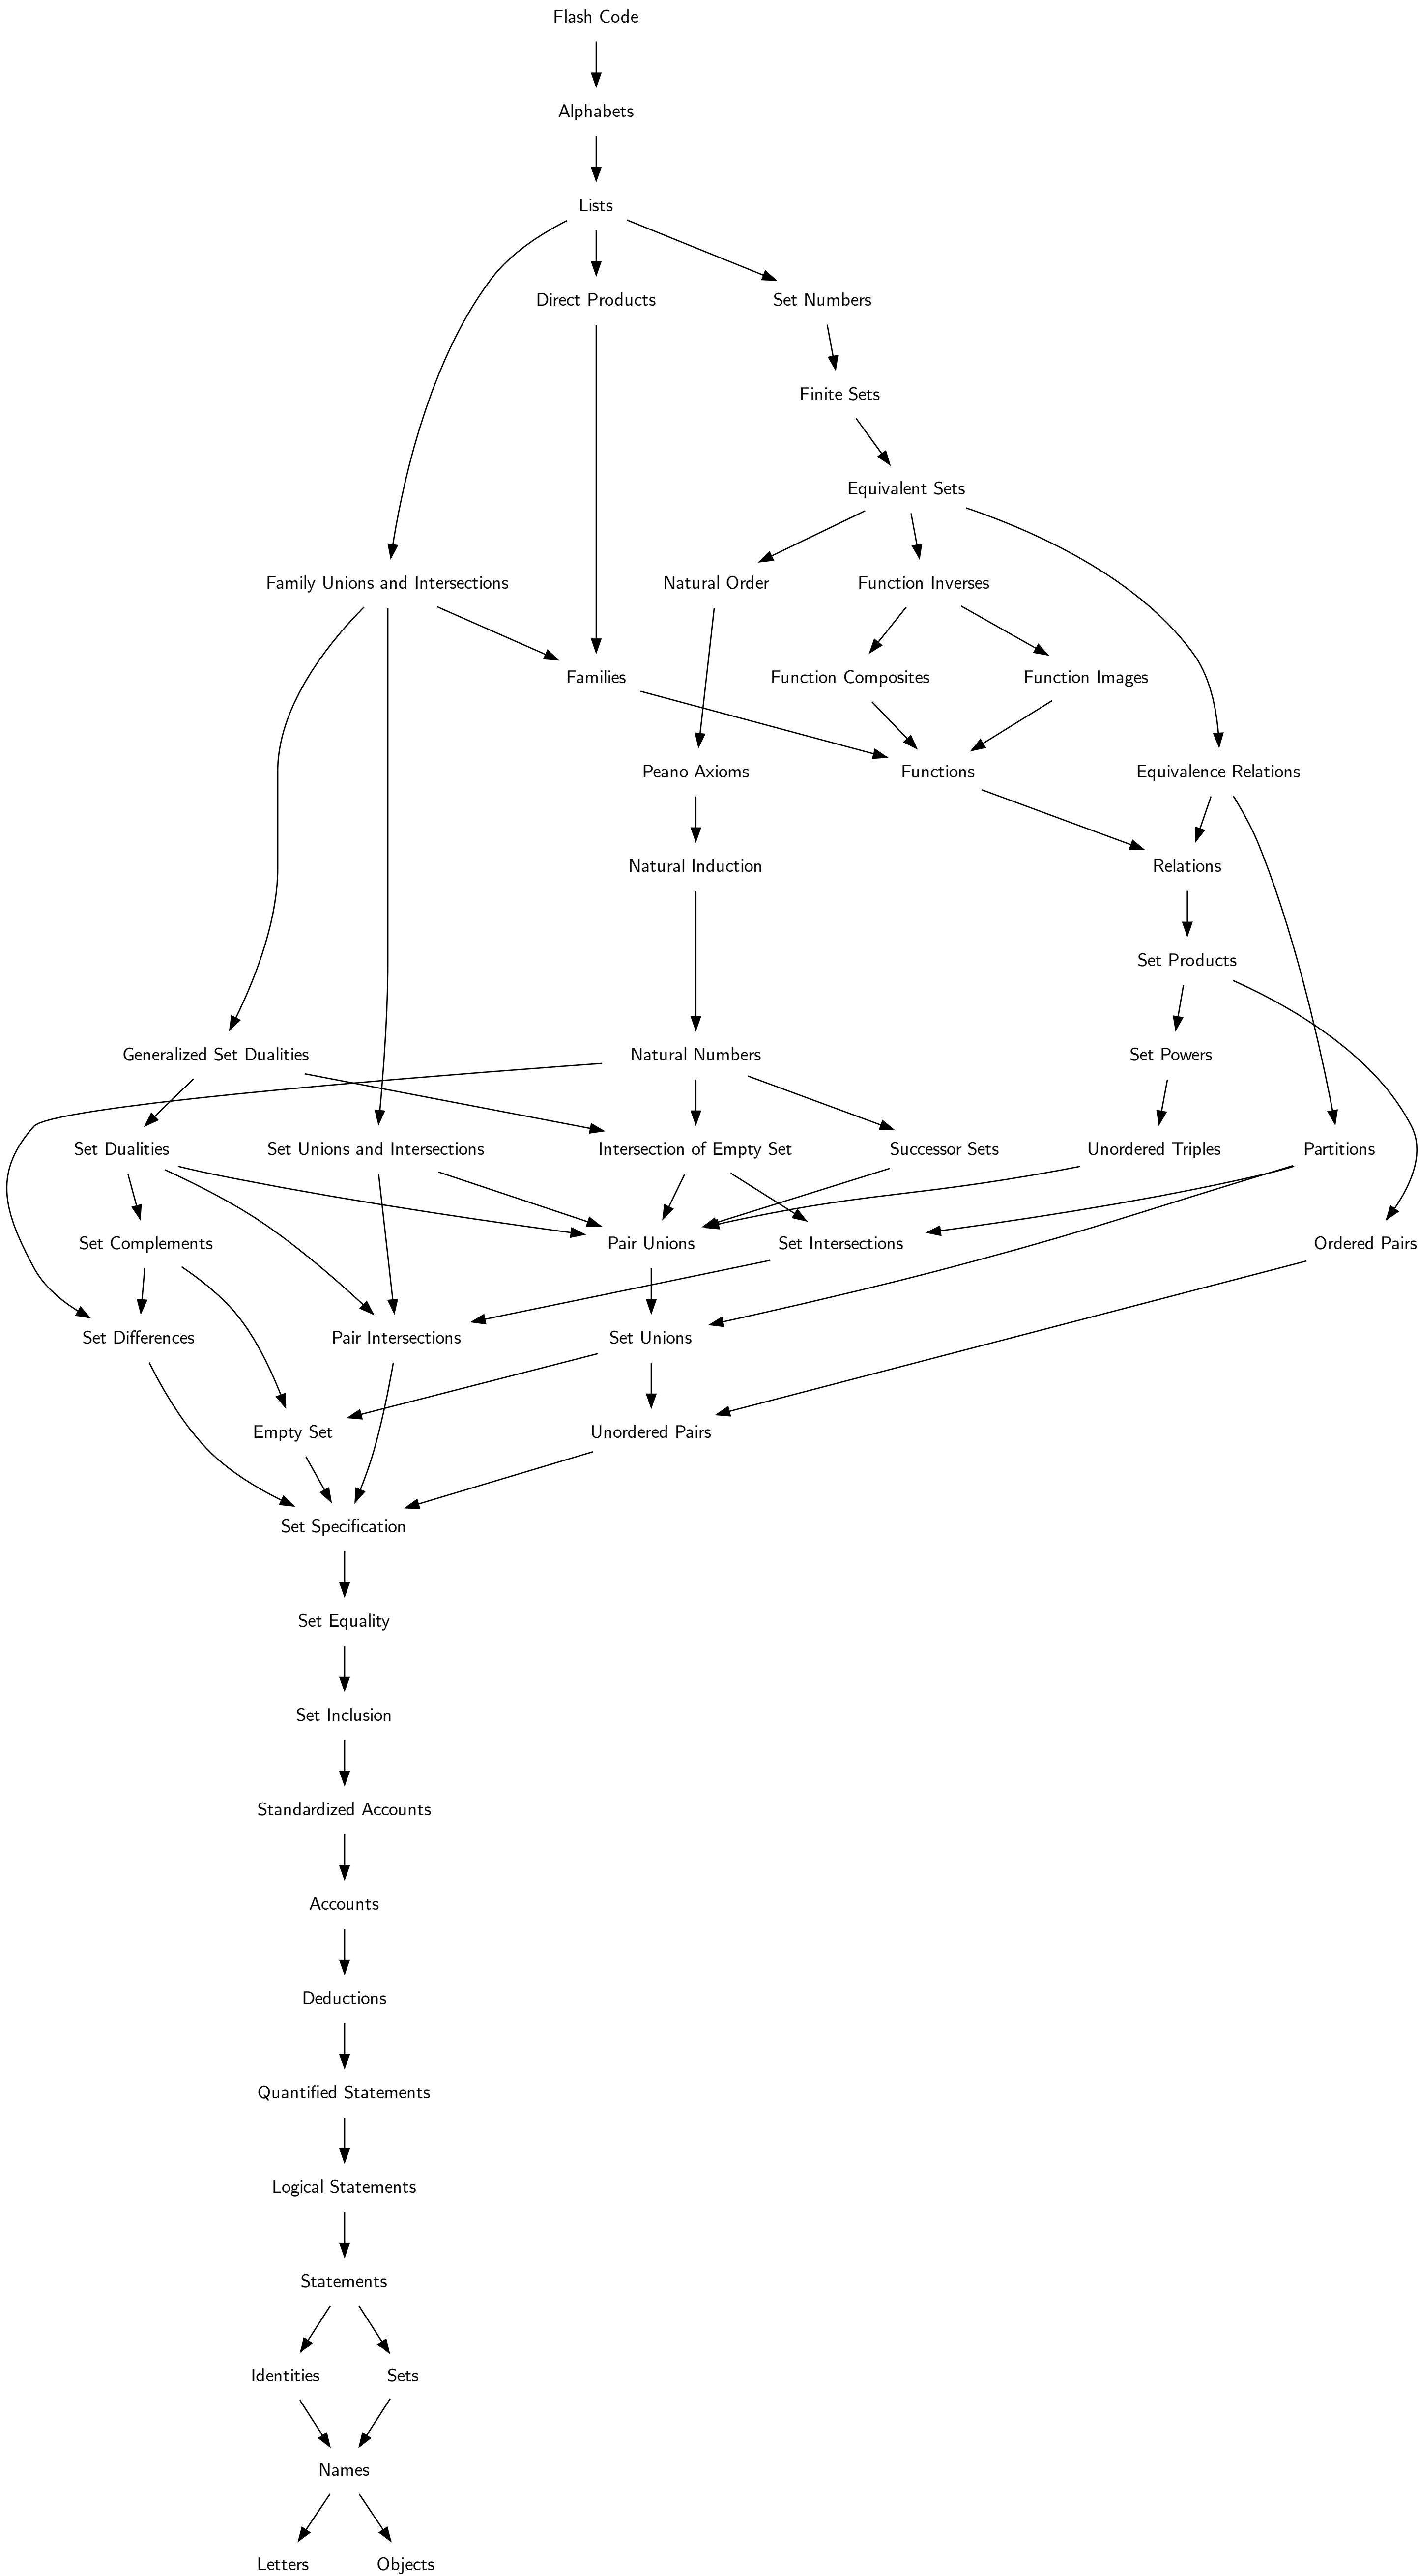 Flash Code
Alphabets
Lists
Direct Products
Set Numbers
Finite Sets
Equivalent Sets
Family Unions and Intersections
Natural Order
Function Inverses
Families
Function Composites
Function Images
Peano Axioms
Functions
Equivalence Relations
Natural Induction
Relations
Set Products
Generalized Set Dualities
Natural Numbers
Set Powers
Set Dualities
Set Unions and Intersections
Intersection of Empty Set
Successor Sets
Unordered Triples
Partitions
Set Complements
Pair Unions
Set Intersections
Ordered Pairs
Set Differences
Pair Intersections
Set Unions
Empty Set
Unordered Pairs
Set Specification
Set Equality
Set Inclusion
Standardized Accounts
Accounts
Deductions
Quantified Statements
Logical Statements
Statements
Identities
Sets
Names
Letters
Objects